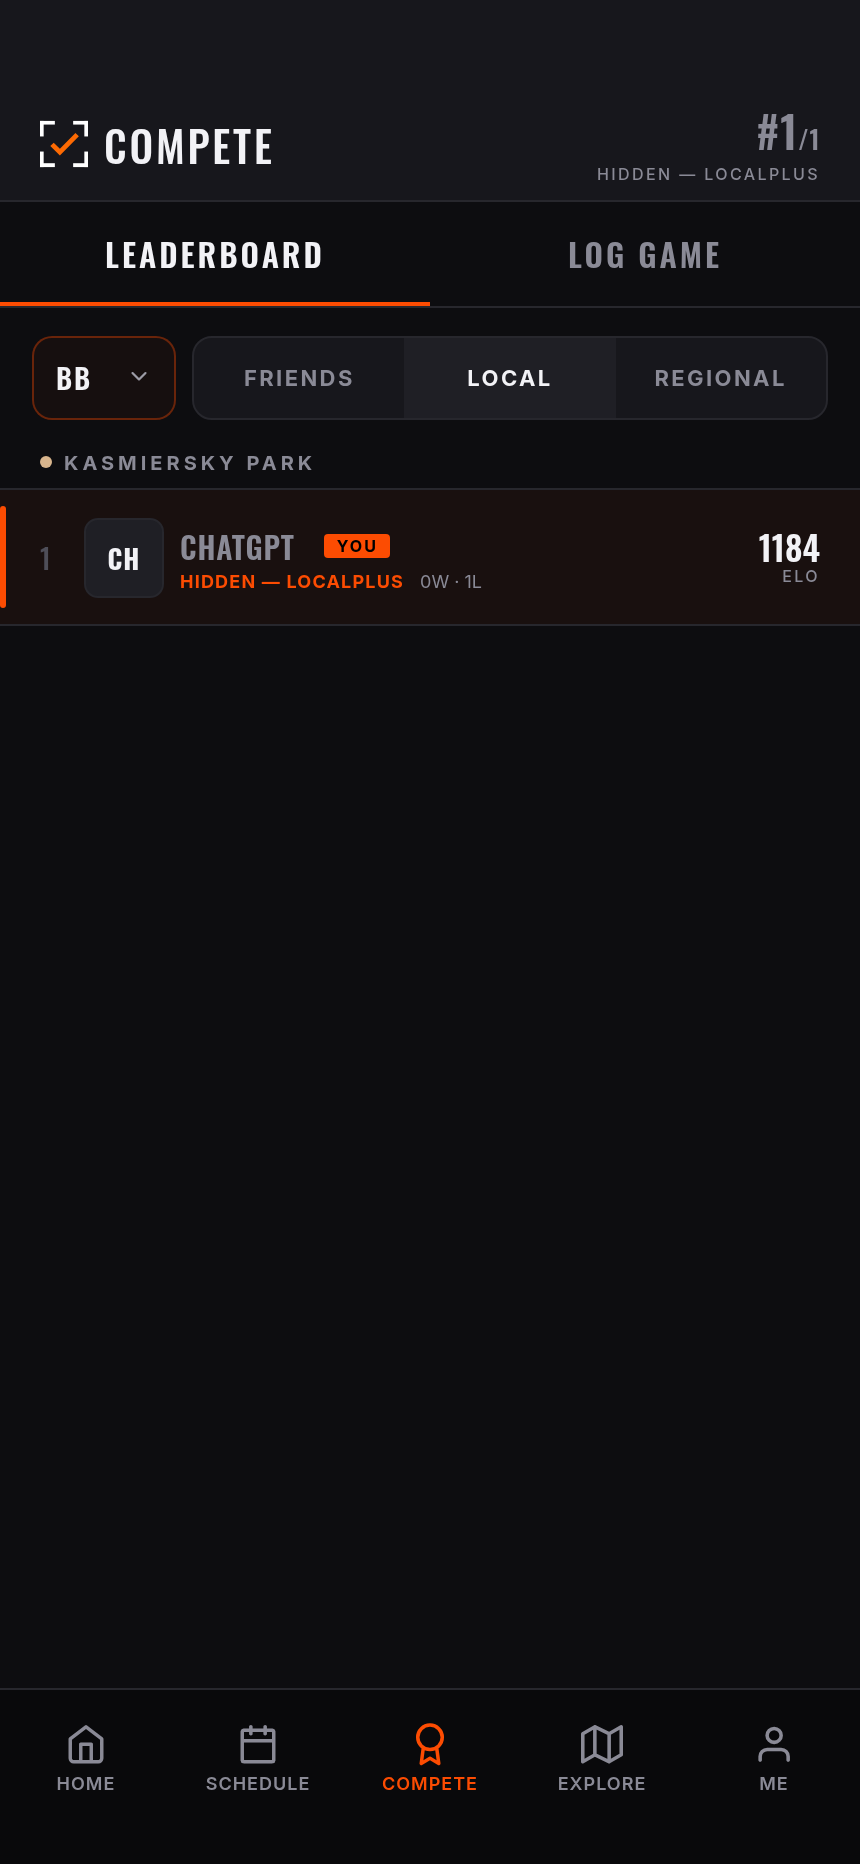 COMPETE
#1/1
HIDDEN — LOCALPLUS
LEADERBOARD LOG GAME
BB FRIENDS LOCAL REGIONAL
KASMIERSKY PARK
1 CH CHATGPT YOU 1184
HIDDEN — LOCALPLUS 0W · 1L ELO
HOME SCHEDULE COMPETE EXPLORE ME